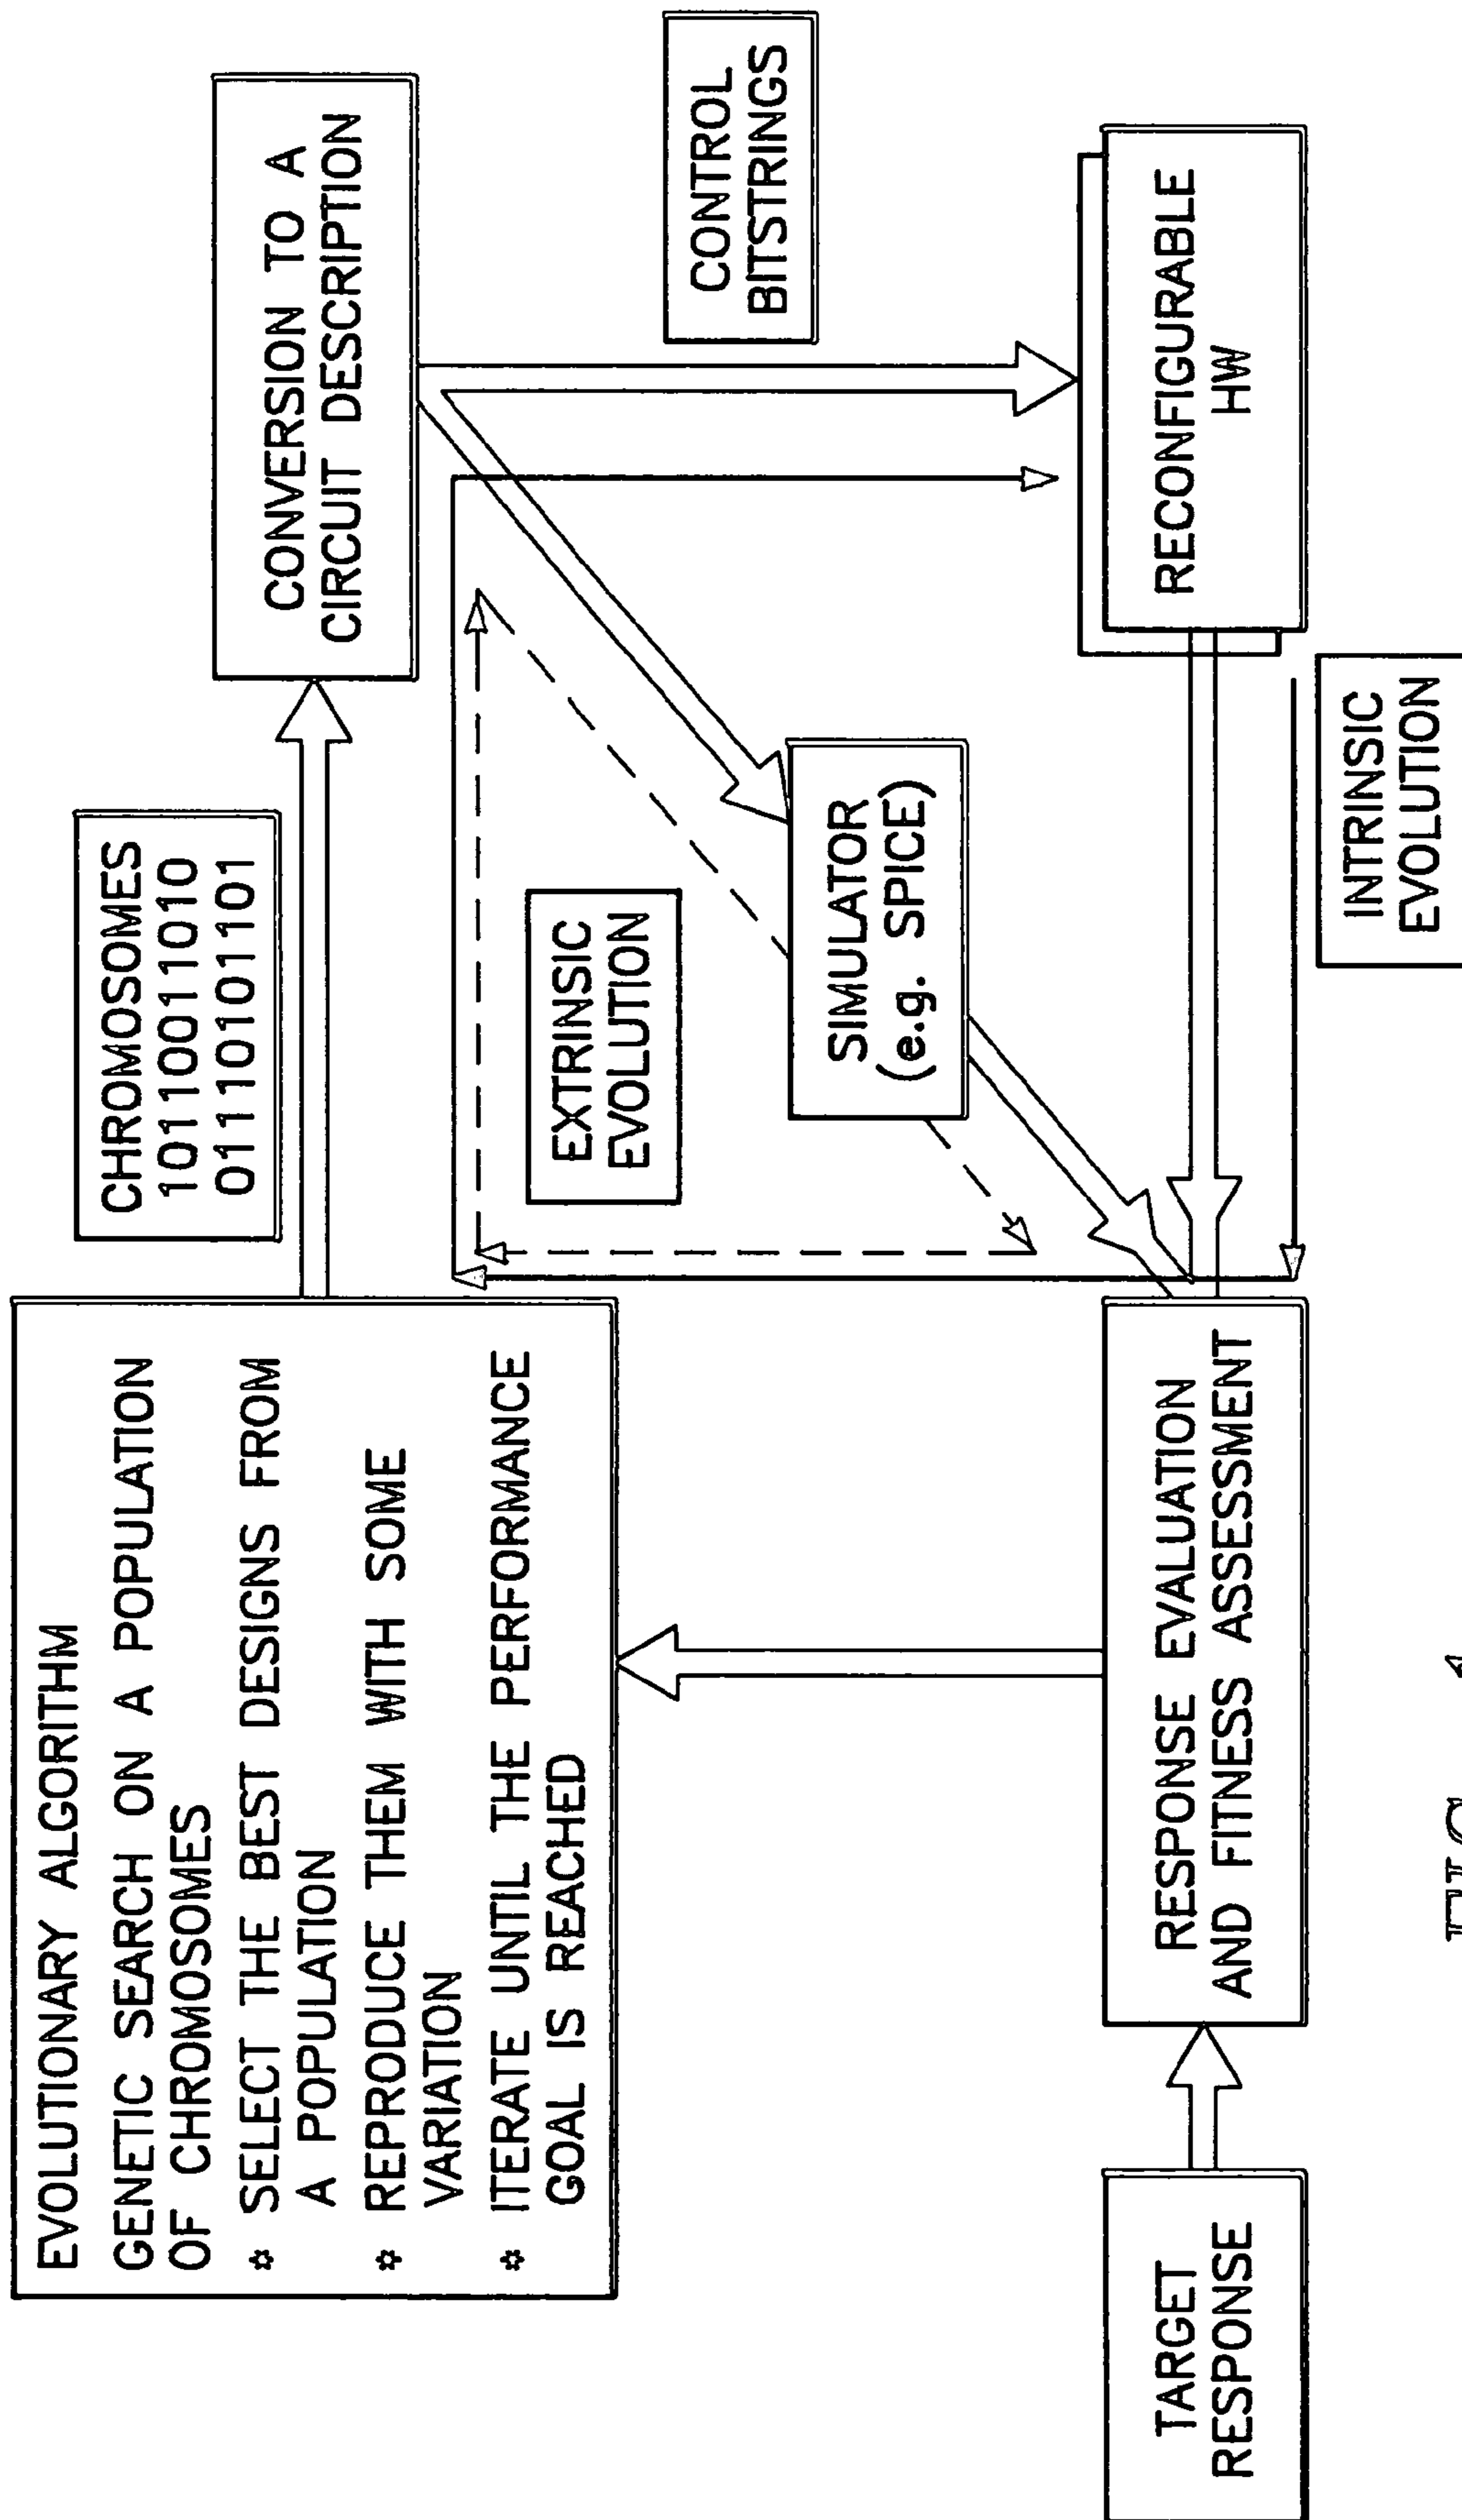 EVOLUTIONARY ALGORITHM
GENETIC SEARCH ON A POPULATION
OF CHROMOSOMES
* SELECT THE BEST DESIGNS FROM
A POPULATION
* REPRODUCE THEM WITH SOME
VARIATION
* ITERATE UNTIL THE PERFORMANCE
GOAL IS REACHED
CHROMOSOMES
10110011010
01110101101
CONVERSION TO A
CIRCUIT DESCRIPTION
CONTROL
BITSTRINGS
EXTRINSIC
EVOLUTION
SIMULATOR
(e.g. SPICE)
TARGET
RESPONSE
RESPONSE EVALUATION
AND FITNESS ASSESSMENT
RECONFIGURABLE
HW
INTRINSIC
EVOLUTION